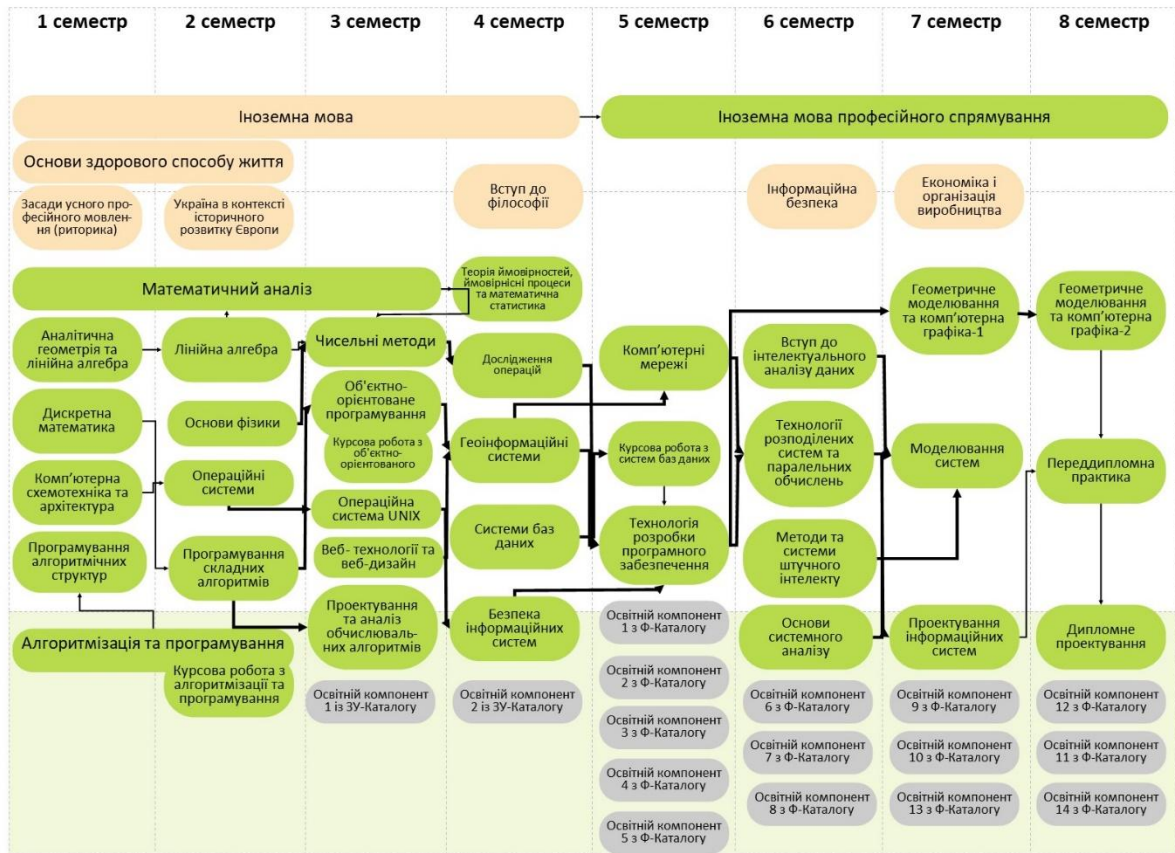 1 семестр
2 семестр
3 семестр
4 семестр
5 семестр
6 семестр
7 семестр
8 семестр
Іноземна мова
Іноземна мова професійного спрямування
Основи здорового способу життя
Засади усного про-
фесійного мовлен-
ня (риторика)
Україна в контексті
історичного
розвитку Європи
Вступ до
філософії
Інформаційна
безпека
Економіка і
організація
виробництва
Математичний аналіз
Теорія ймовірностей,
ймовірнісні процеси
та математична
статистика
Геометричне
моделювання
та комп'ютерна
графіка-1
Геометричне
моделювання
та комп'ютерна
графіка-2
Аналітична
геометрія та
лінійна алгебра
Лінійна алгебра
Чисельні методи
Дослідження
операцій
Комп'ютерні
мережі
Вступ до
інтелектуального
аналізу даних
Дискретна
математика
Основи фізики
Об'єктно-
орієнтоване
програмування
Курсова робота з
об'єктно-
орієнтованого
Геоінформаційні
системи
Курсова робота з
систем баз даних
Технології
розподілених
систем та
паралельних
обчислень
Моделювання
систем
Переддипломна
практика
Комп'ютерна
схемотехніка та
архітектура
Операційні
системи
Операційна
система UNIX
Системи баз
даних
Технологія
розробки
програмного
забезпечення
Методи та
системи
штучного
інтелекту
Програмування
алгоритмічних
структур
Програмування
складних
алгоритмів
Веб- технології та
веб-дизайн
Проектування
та аналіз
обчислюваль-
них алгоритмів
Безпека
інформаційних
систем
Освітній компонент
1 з Ф-Каталогу
Основи
системного
аналізу
Проектування
інформаційних
систем
Дипломне
проектування
Алгоритмізація та програмування
Курсова робота з
алгоритмізації та
програмування
Освітній компонент
1 із ЗУ-Каталогу
Освітній компонент
2 із ЗУ-Каталогу
Освітній компонент
2 з Ф-Каталогу
Освітній компонент
3 з Ф-Каталогу
Освітній компонент
4 з Ф-Каталогу
Освітній компонент
5 з Ф-Каталогу
Освітній компонент
6 з Ф-Каталогу
Освітній компонент
7 з Ф-Каталогу
Освітній компонент
8 з Ф-Каталогу
Освітній компонент
9 з Ф-Каталогу
Освітній компонент
10 з Ф-Каталогу
Освітній компонент
13 з Ф-Каталогу
Освітній компонент
12 з Ф-Каталогу
Освітній компонент
11 з Ф-Каталогу
Освітній компонент
14 з Ф-Каталогу